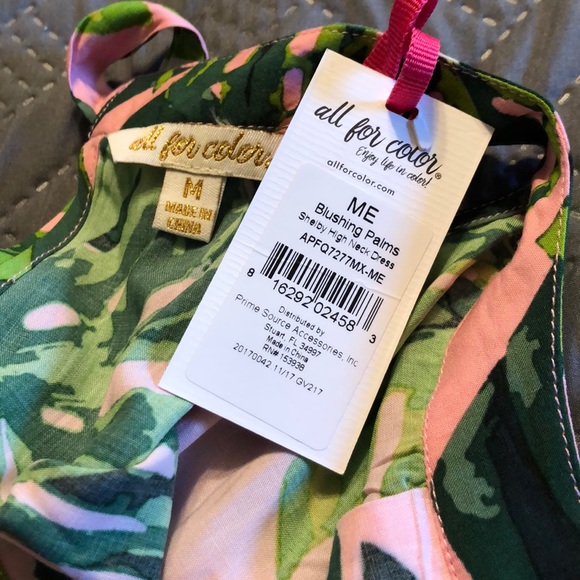 all for color
M
MADE IN
CHINA
all for color®
Enjoy life in color!
allforcolor.com
ME
Blushing Palms
Shelby High Neck Dress
APFQ7277MX-ME
8 16292 02458 3
Distributed by
Prime Source Accessories, Inc
Stuart, FL 34997
Made in China
RN# 153938
20170042 11/17 GV217